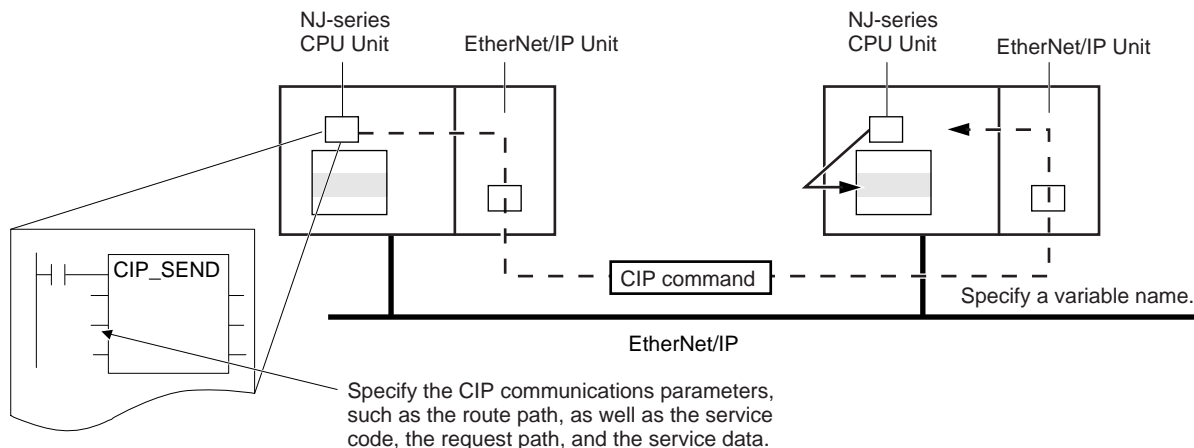 NJ-series
CPU Unit
EtherNet/IP Unit
NJ-series
CPU Unit
EtherNet/IP Unit
CIP_SEND
CIP command
Specify a variable name.
EtherNet/IP
Specify the CIP communications parameters,
such as the route path, as well as the service
code, the request path, and the service data.